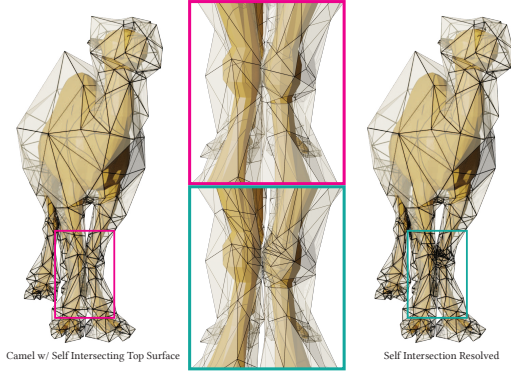 Camel w/ Self Intersecting Top Surface
Self Intersection Resolved